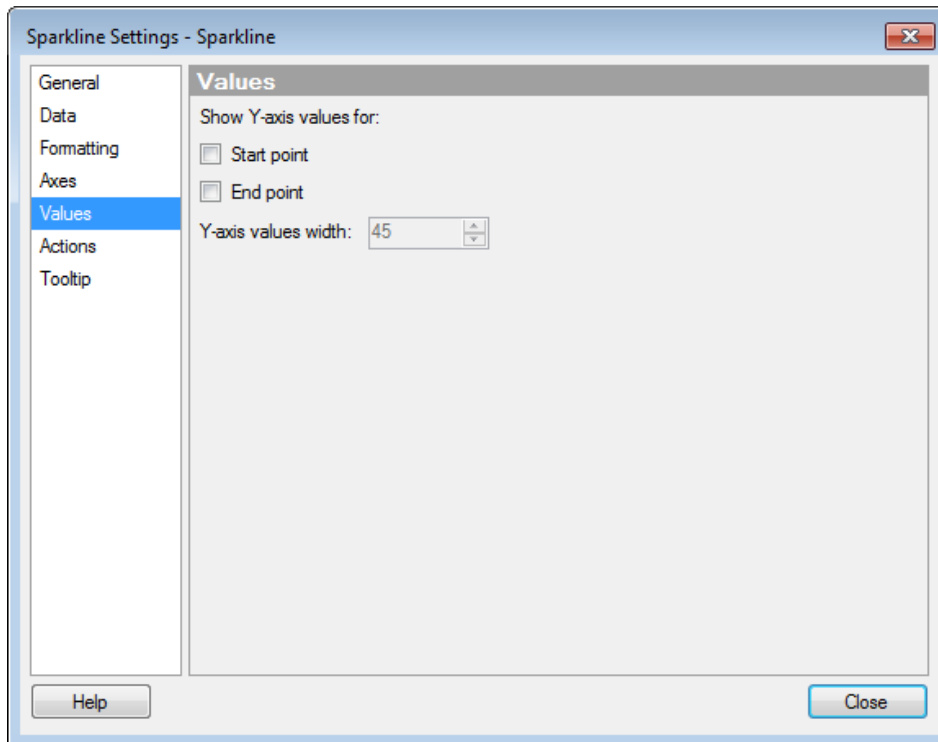 Sparkline Settings - Sparkline
General
Data
Formatting
Axes
Values
Actions
Tooltip
Values
Show Y-axis values for:
Start point
End point
Y-axis values width: 45
Help
Close